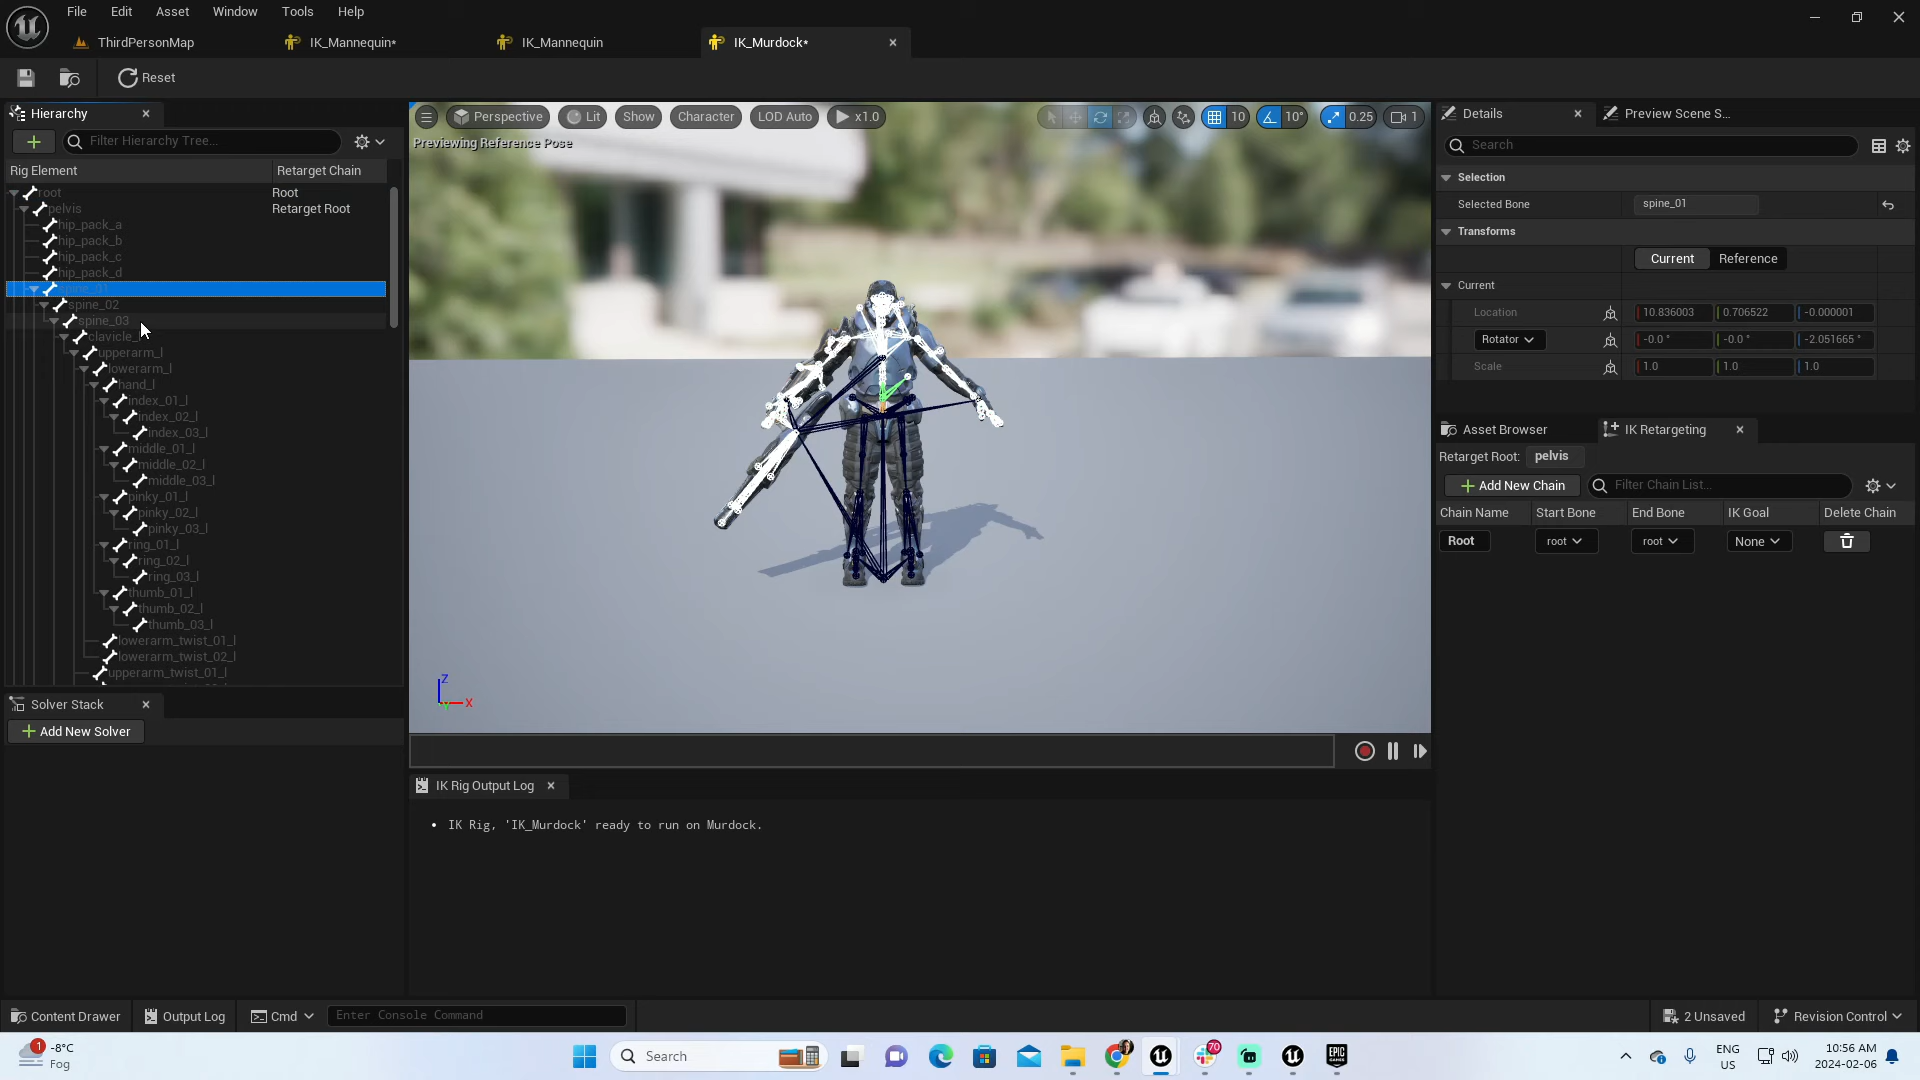 File Edit Asset Window Tools Help
ThirdPersonMap IK_Mannequin* IK_Mannequin IK_Murdock*
Reset
Hierarchy
Filter Hierarchy Tree...
Rig Element Retarget Chain
root Root
pelvis Retarget Root
hip_pack_a
hip_pack_b
hip_pack_c
hip_pack_d
spine_01
spine_02
spine_03
clavicle_l
upperarm_l
lowerarm_l
hand_l
index_01_l
index_02_l
index_03_l
middle_01_l
middle_02_l
middle_03_l
pinky_01_l
pinky_02_l
pinky_03_l
ring_01_l
ring_02_l
ring_03_l
thumb_01_l
thumb_02_l
thumb_03_l
lowerarm_twist_01_l
lowerarm_twist_02_l
upperarm_twist_01_l
Solver Stack
Add New Solver
Perspective Lit Show Character LOD Auto x1.0 10 10° 0.25 1
Previewing Reference Pose
Z
X
IK Rig Output Log
• IK Rig, 'IK_Murdock' ready to run on Murdock.
Details Preview Scene S...
Search
Selection
Selected Bone spine_01
Transforms
Current Reference
Current
Location 10.836003 0.706522 -0.000001
Rotator -0.0 ° -0.0 ° -2.051665 °
Scale 1.0 1.0 1.0
Asset Browser IK Retargeting
Retarget Root: pelvis
Add New Chain Filter Chain List...
Chain Name Start Bone End Bone IK Goal Delete Chain
Root root root None
Content Drawer Output Log Cmd Enter Console Command 2 Unsaved Revision Control
1 -8°C
Fog
Search
70
EPIC GAMES
ENG
US
10:56 AM
2024-02-06